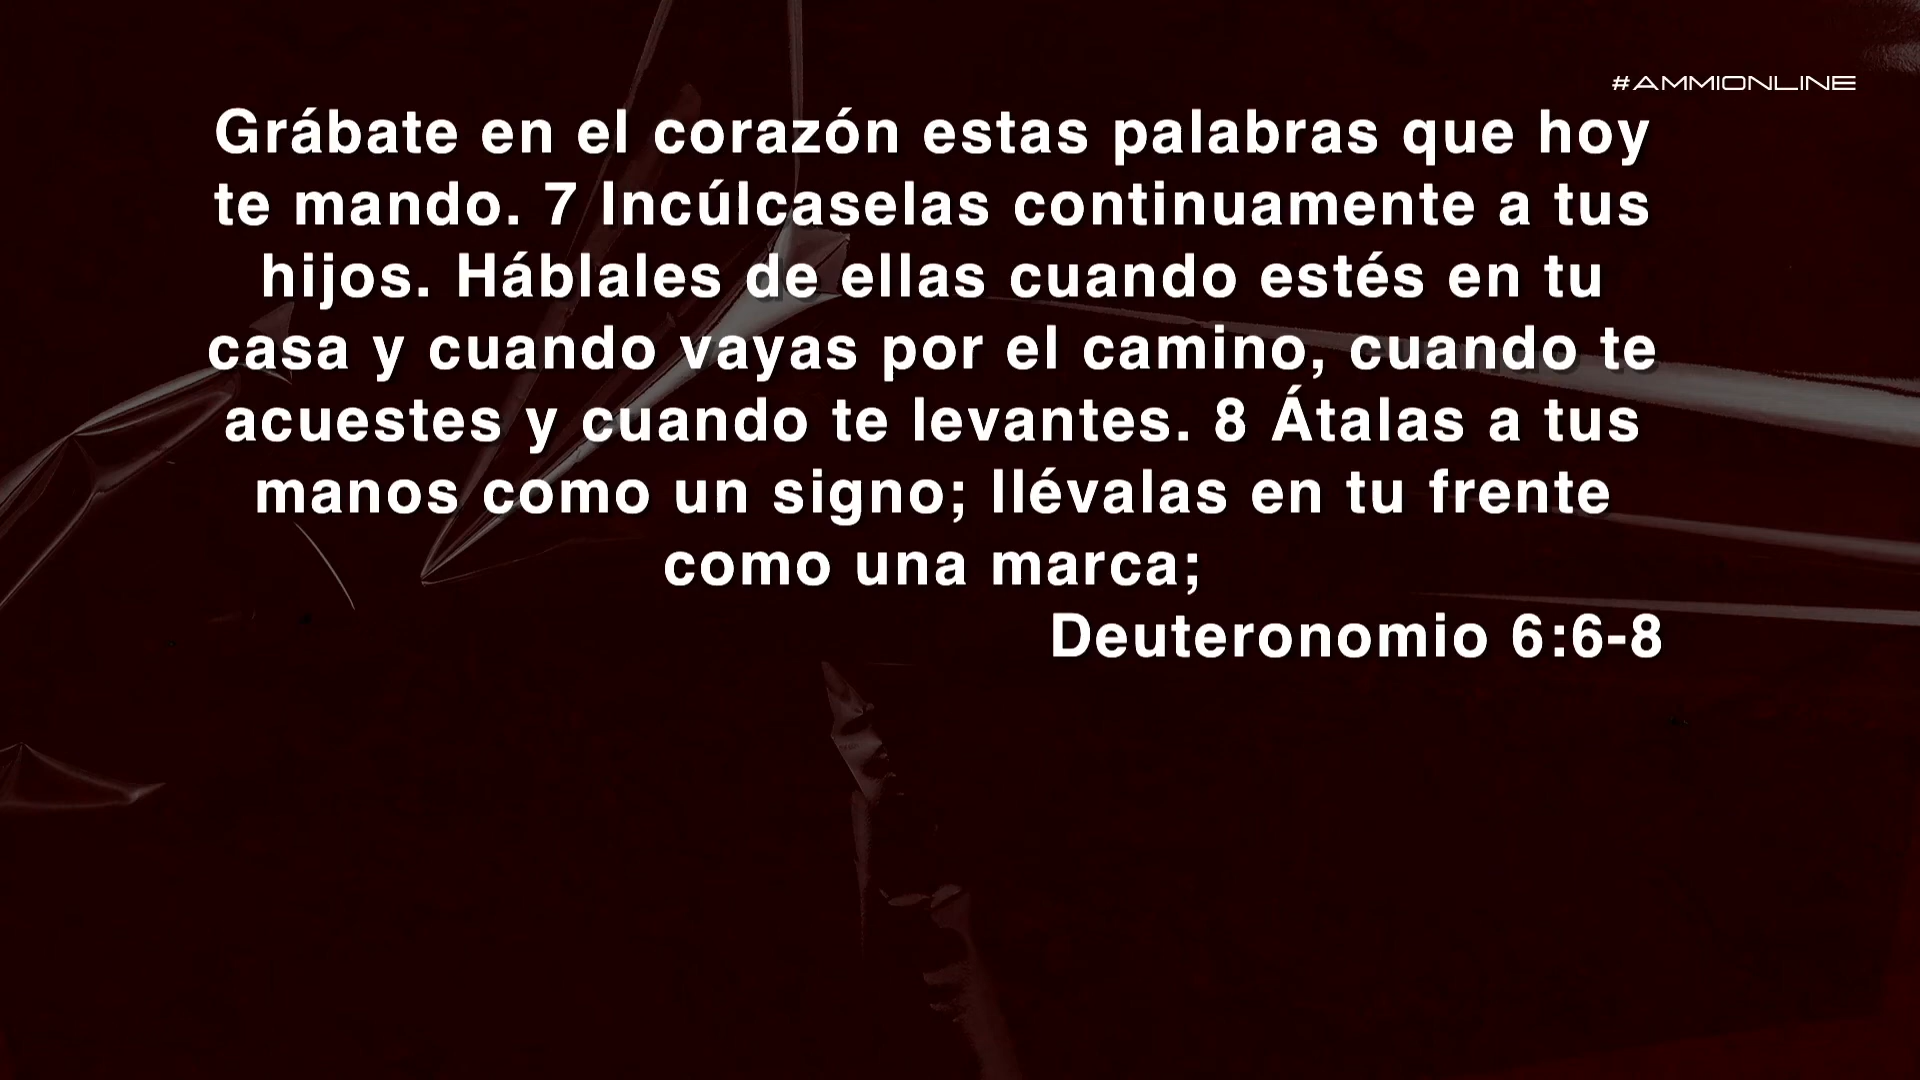 #AMMIONLINE
Grábate en el corazón estas palabras que hoy
te mando. 7 Incúlcaselas continuamente a tus
hijos. Háblales de ellas cuando estés en tu
casa y cuando vayas por el camino, cuando te
acuestes y cuando te levantes. 8 Átalas a tus
manos como un signo; llévalas en tu frente
como una marca;
Deuteronomio 6:6-8